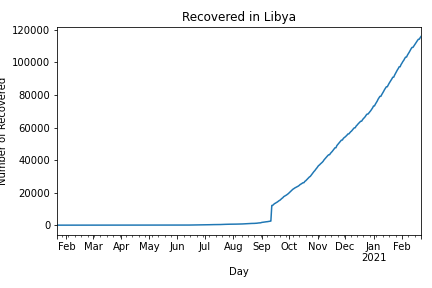 Recovered in Libya
Number of Recovered
120000
100000
80000
60000
40000
20000
0
Feb Mar Apr May Jun Jul Aug Sep Oct Nov Dec Jan Feb
2021
Day